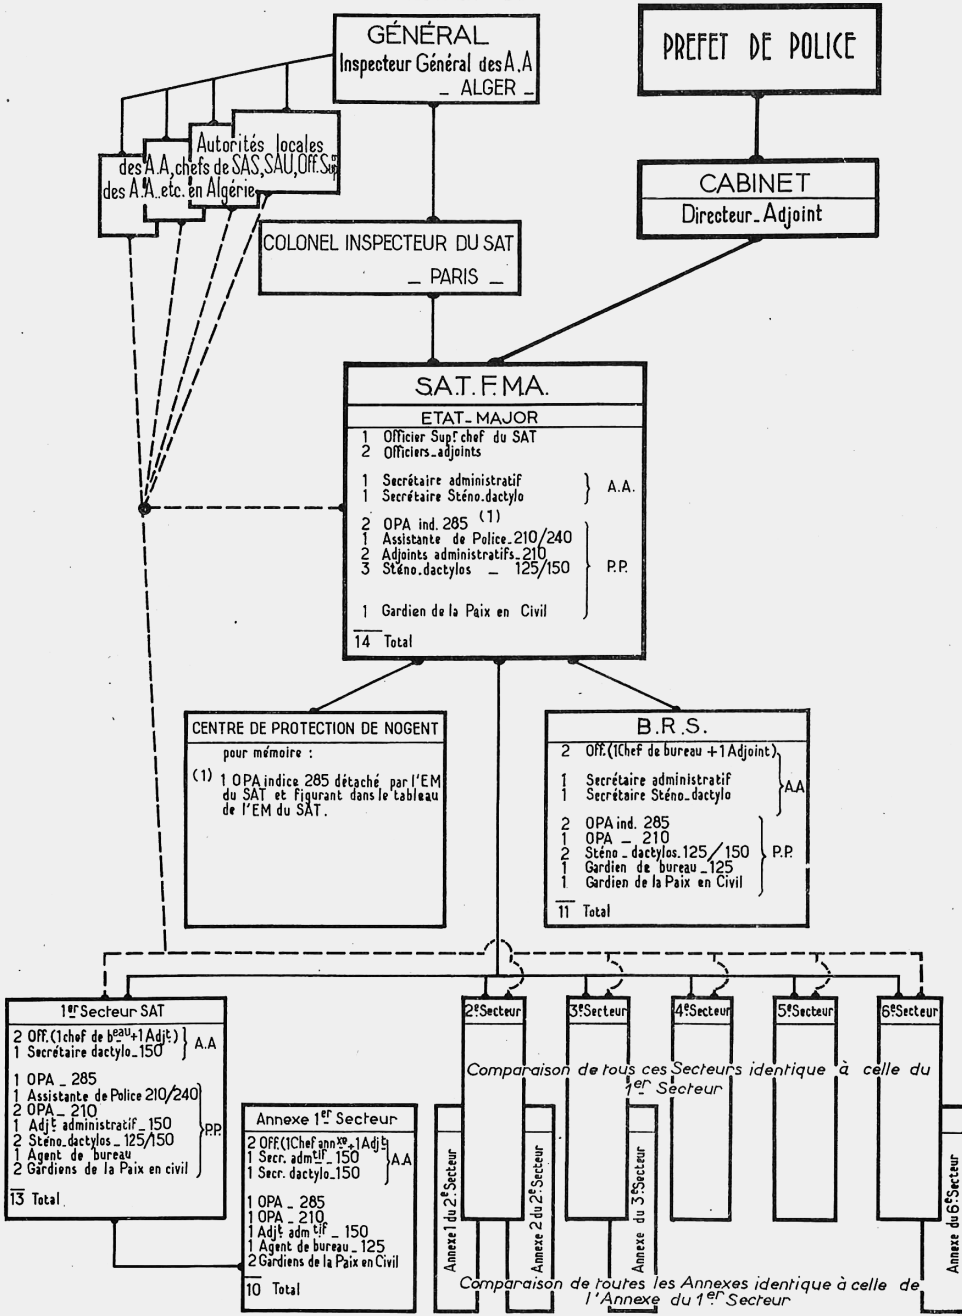 GÉNÉRAL
Inspecteur Général des A.A
_ ALGER _
PREFET DE POLICE
Autorités locales
des A.A, chefs de SAS, SAU, Off. Supr
des A.A. etc. en Algérie
CABINET
Directeur_Adjoint
COLONEL INSPECTEUR DU SAT
_ PARIS _
S.A.T. F.M.A.
ETAT_MAJOR
1 Officier Supr chef du SAT
2 Officiers_adjoints
1 Secrétaire administratif
1 Secrétaire Sténo.dactylo
A.A.
2 OPA ind. 285 (1)
1 Assistante de Police_210/240
2 Adjoints administratifs_210
3 Sténo.dactylos _ 125/150
P.P.
1 Gardien de la Paix en Civil
14 Total
CENTRE DE PROTECTION DE NOGENT
pour mémoire :
(1) 1 OPA indice 285 détaché par l'EM
du SAT et figurant dans le tableau
de l'EM du SAT.
B.R.S.
2 Off.(1Chef de bureau +1 Adjoint)
1 Secrétaire administratif
1 Secrétaire Sténo_dactylo
A.A
2 OPA ind. 285
1 OPA _ 210
2 Sténo_dactylos.125/150
1 Gardien de bureau_125
1 Gardien de la Paix en Civil
P.P.
11 Total
1er Secteur SAT
2 Off.(1chef de beau+1 Adjt)
1 Secrétaire dactylo_150
A.A
1 OPA _ 285
1 Assistante de Police 210/240
2 OPA _ 210
1 Adjt administratif_150
2 Sténo_dactylos_125/150
1 Agent de bureau
2 Gardiens de la Paix en civil
P.P.
13 Total
Annexe 1er Secteur
2 Off.(1Chef annxe+1Adjt
1 Secr. admtif_150
1 Secr. dactylo_150
A.A
1 OPA _ 285
1 OPA _ 210
1 Adjt admtif _ 150
1 Agent de bureau_125
2 Gardiens de la Paix en Civil
10 Total
2e Secteur
3e Secteur
4e Secteur
5e Secteur
6e Secteur
Comparaison de tous ces Secteurs identique à celle du
1er Secteur
Annexe 1 du 2e Secteur
Annexe 2 du 2e Secteur
Annexe du 3e Secteur
Annexe du 6e Secteur
Comparaison de toutes les Annexes identique à celle de
l'Annexe du 1er Secteur